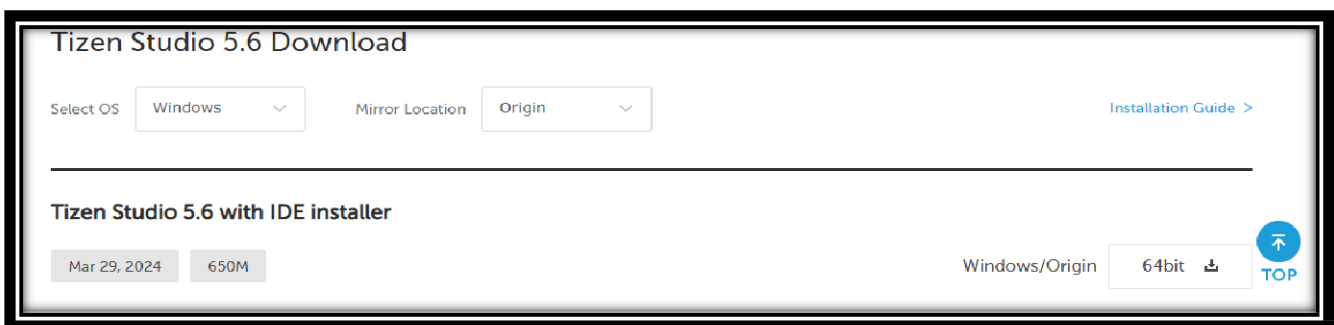 Tizen Studio 5.6 Download
Select OS Windows Mirror Location Origin Installation Guide >
Tizen Studio 5.6 with IDE installer
Mar 29, 2024 650M Windows/Origin 64bit
TOP